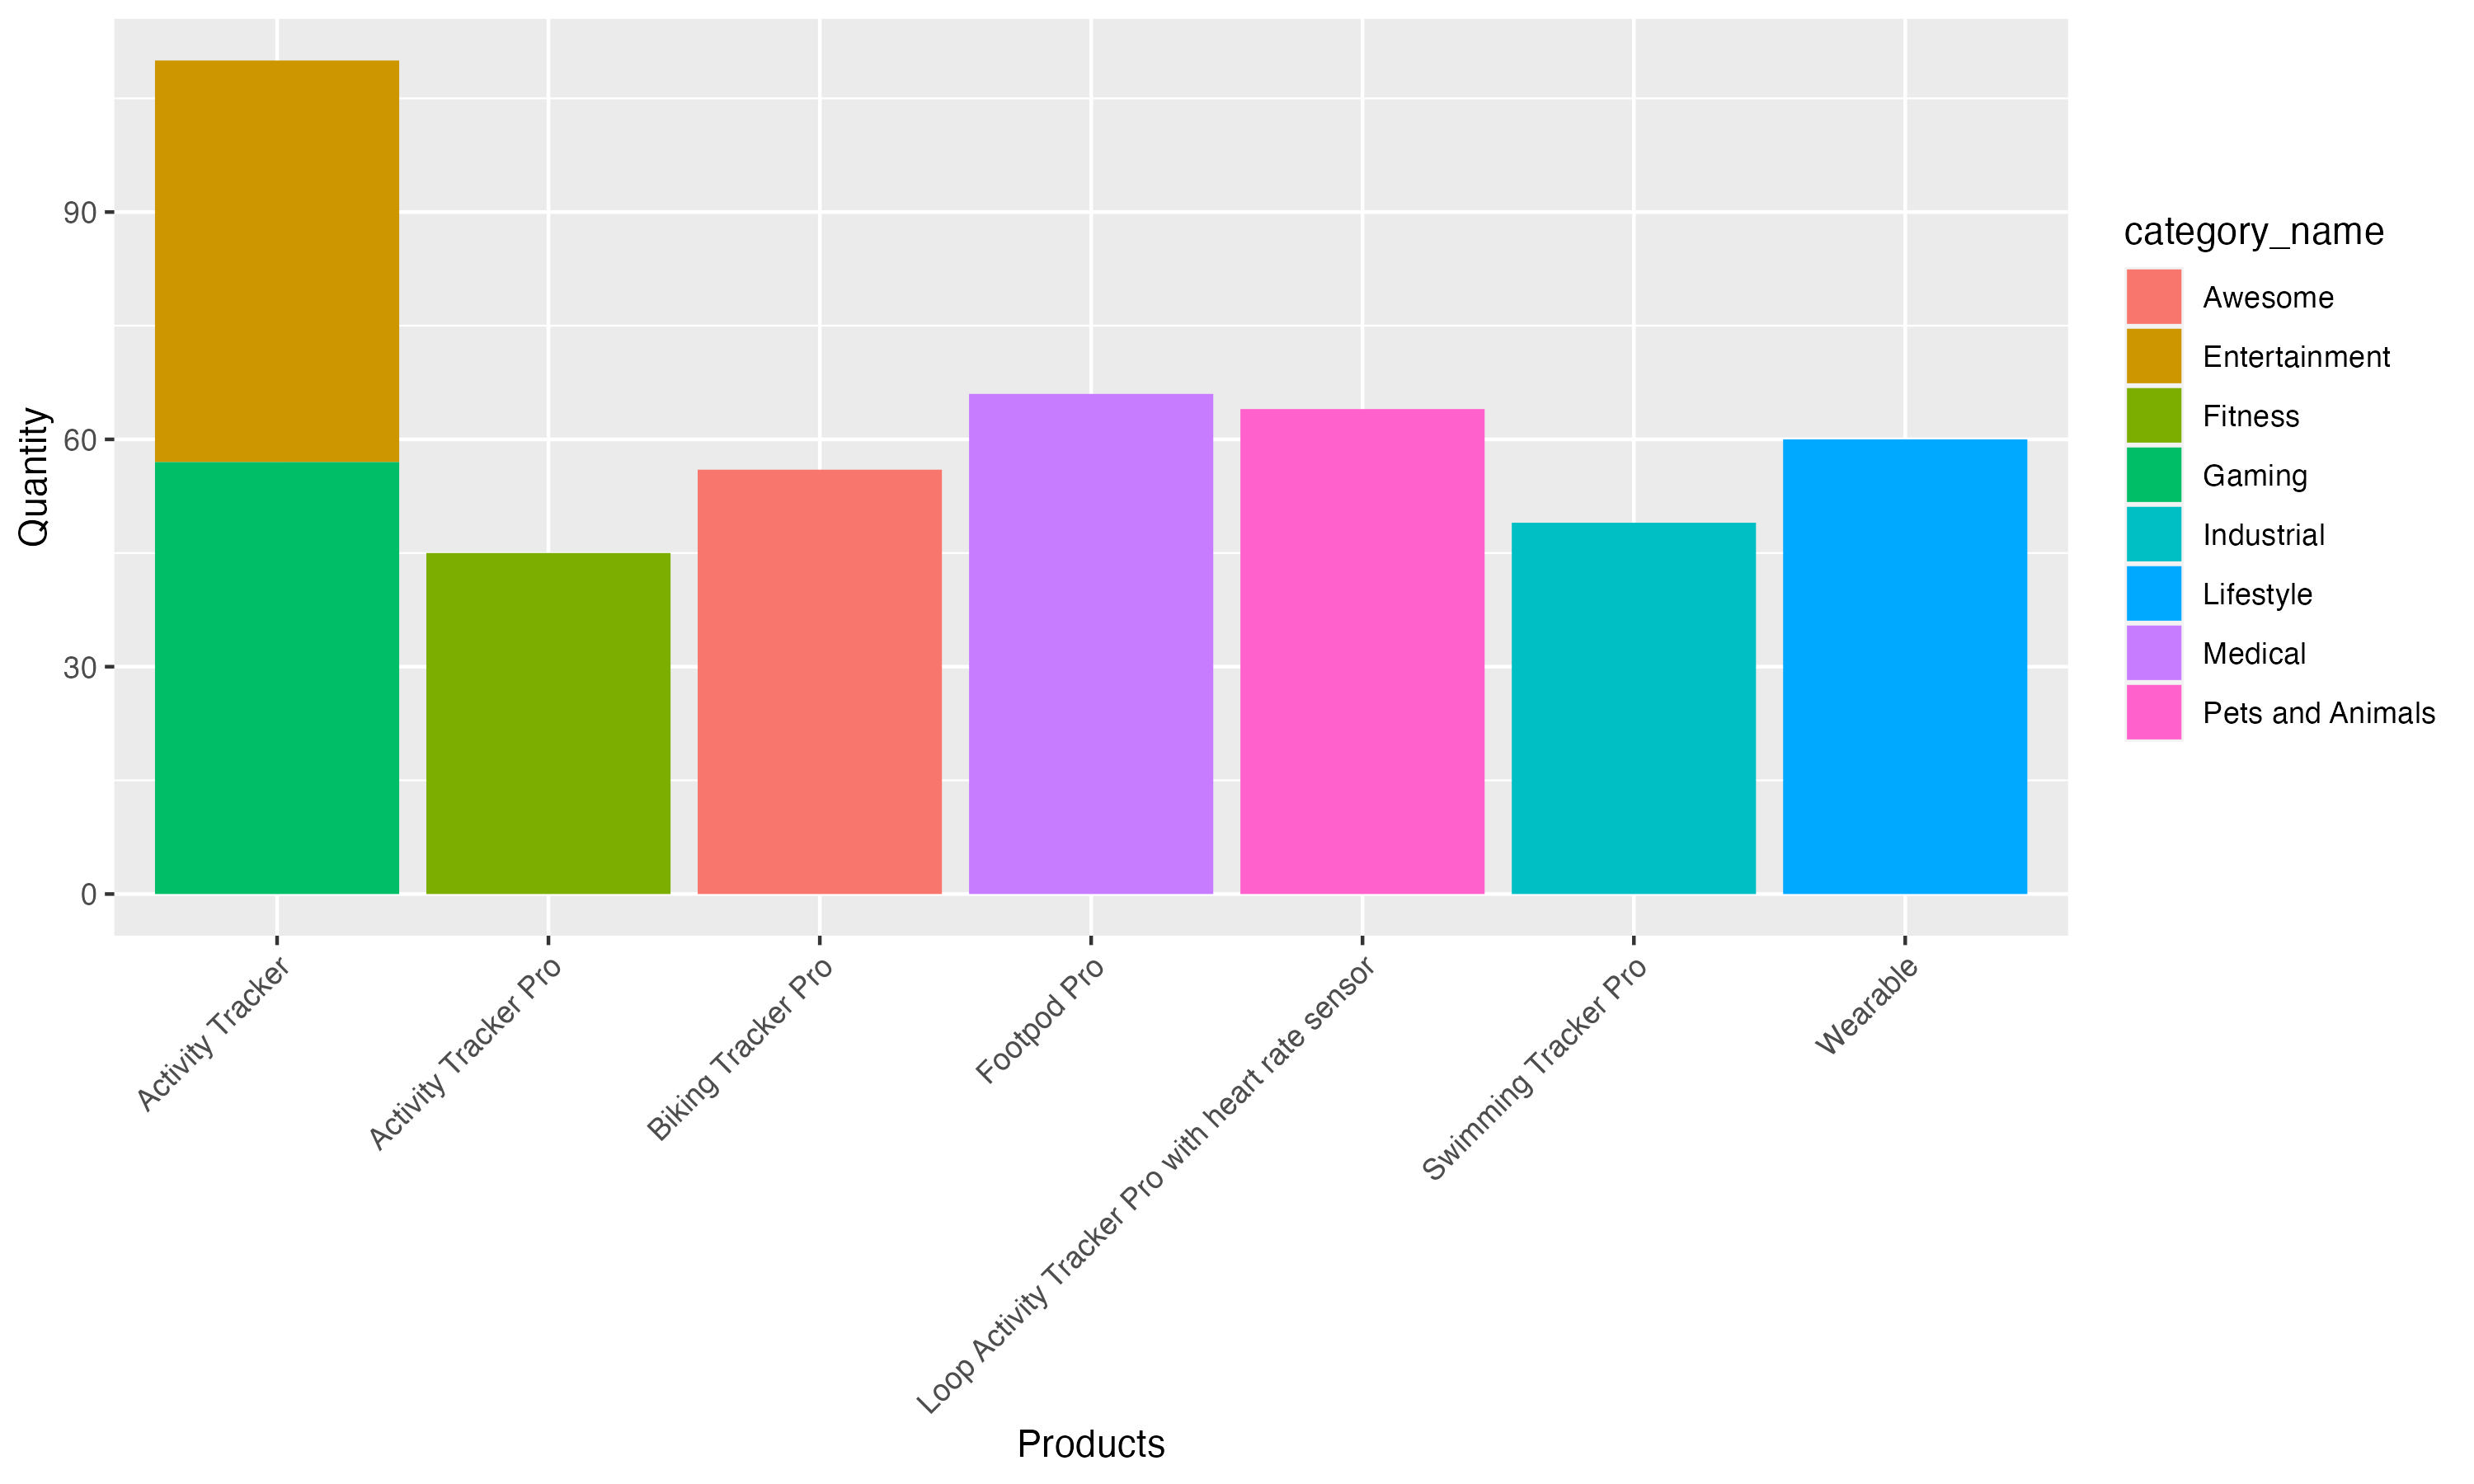 Quantity
90
60
30
0
Activity Tracker
Activity Tracker Pro
Biking Tracker Pro
Footpod Pro
Loop Activity Tracker Pro with heart rate sensor
Swimming Tracker Pro
Wearable
Products
category_name
Awesome
Entertainment
Fitness
Gaming
Industrial
Lifestyle
Medical
Pets and Animals